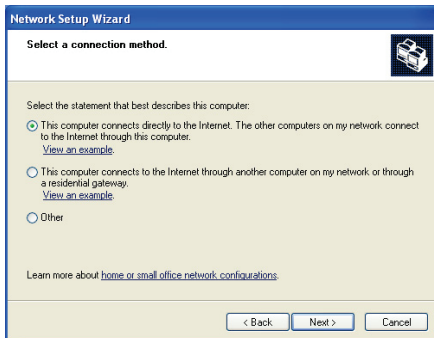 Network Setup Wizard
Select a connection method.
Select the statement that best describes this computer:
This computer connects directly to the Internet. The other computers on my network connect
to the Internet through this computer.
View an example.
This computer connects to the Internet through another computer on my network or through
a residential gateway.
View an example.
Other
Learn more about home or small office network configurations.
< Back
Next >
Cancel